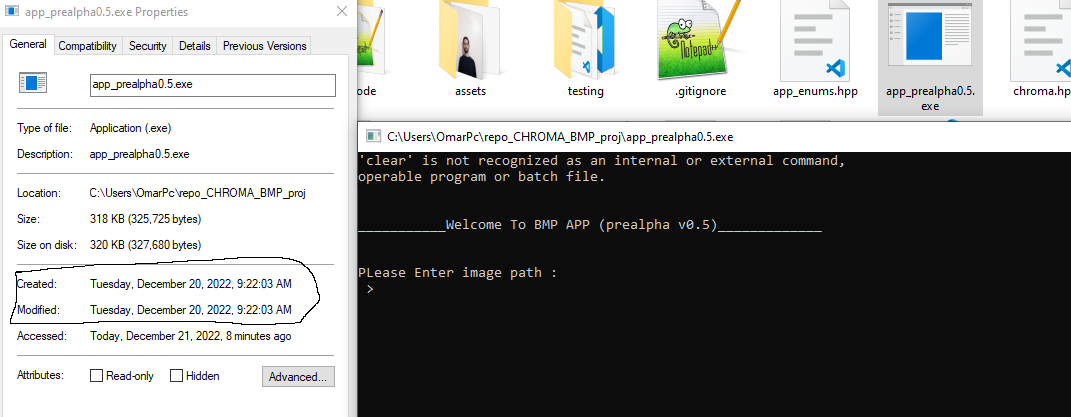 app_prealpha0.5.exe Properties
General Compatibility Security Details Previous Versions
app_prealpha0.5.exe
Type of file: Application (.exe)
Description: app_prealpha0.5.exe
Location: C:\Users\OmarPc\repo_CHROMA_BMP_proj
Size: 318 KB (325,725 bytes)
Size on disk: 320 KB (327,680 bytes)
Created: Tuesday, December 20, 2022, 9:22:03 AM
Modified: Tuesday, December 20, 2022, 9:22:03 AM
Accessed: Today, December 21, 2022, 8 minutes ago
Attributes: Read-only Hidden Advanced...
Notepad++
ode assets testing .gitignore app_enums.hpp app_prealpha0.5. chroma.hp
exe
C:\Users\OmarPc\repo_CHROMA_BMP_proj\app_prealpha0.5.exe
'clear' is not recognized as an internal or external command,
operable program or batch file.
___________Welcome To BMP APP (prealpha v0.5)_____________
PLease Enter image path :
>